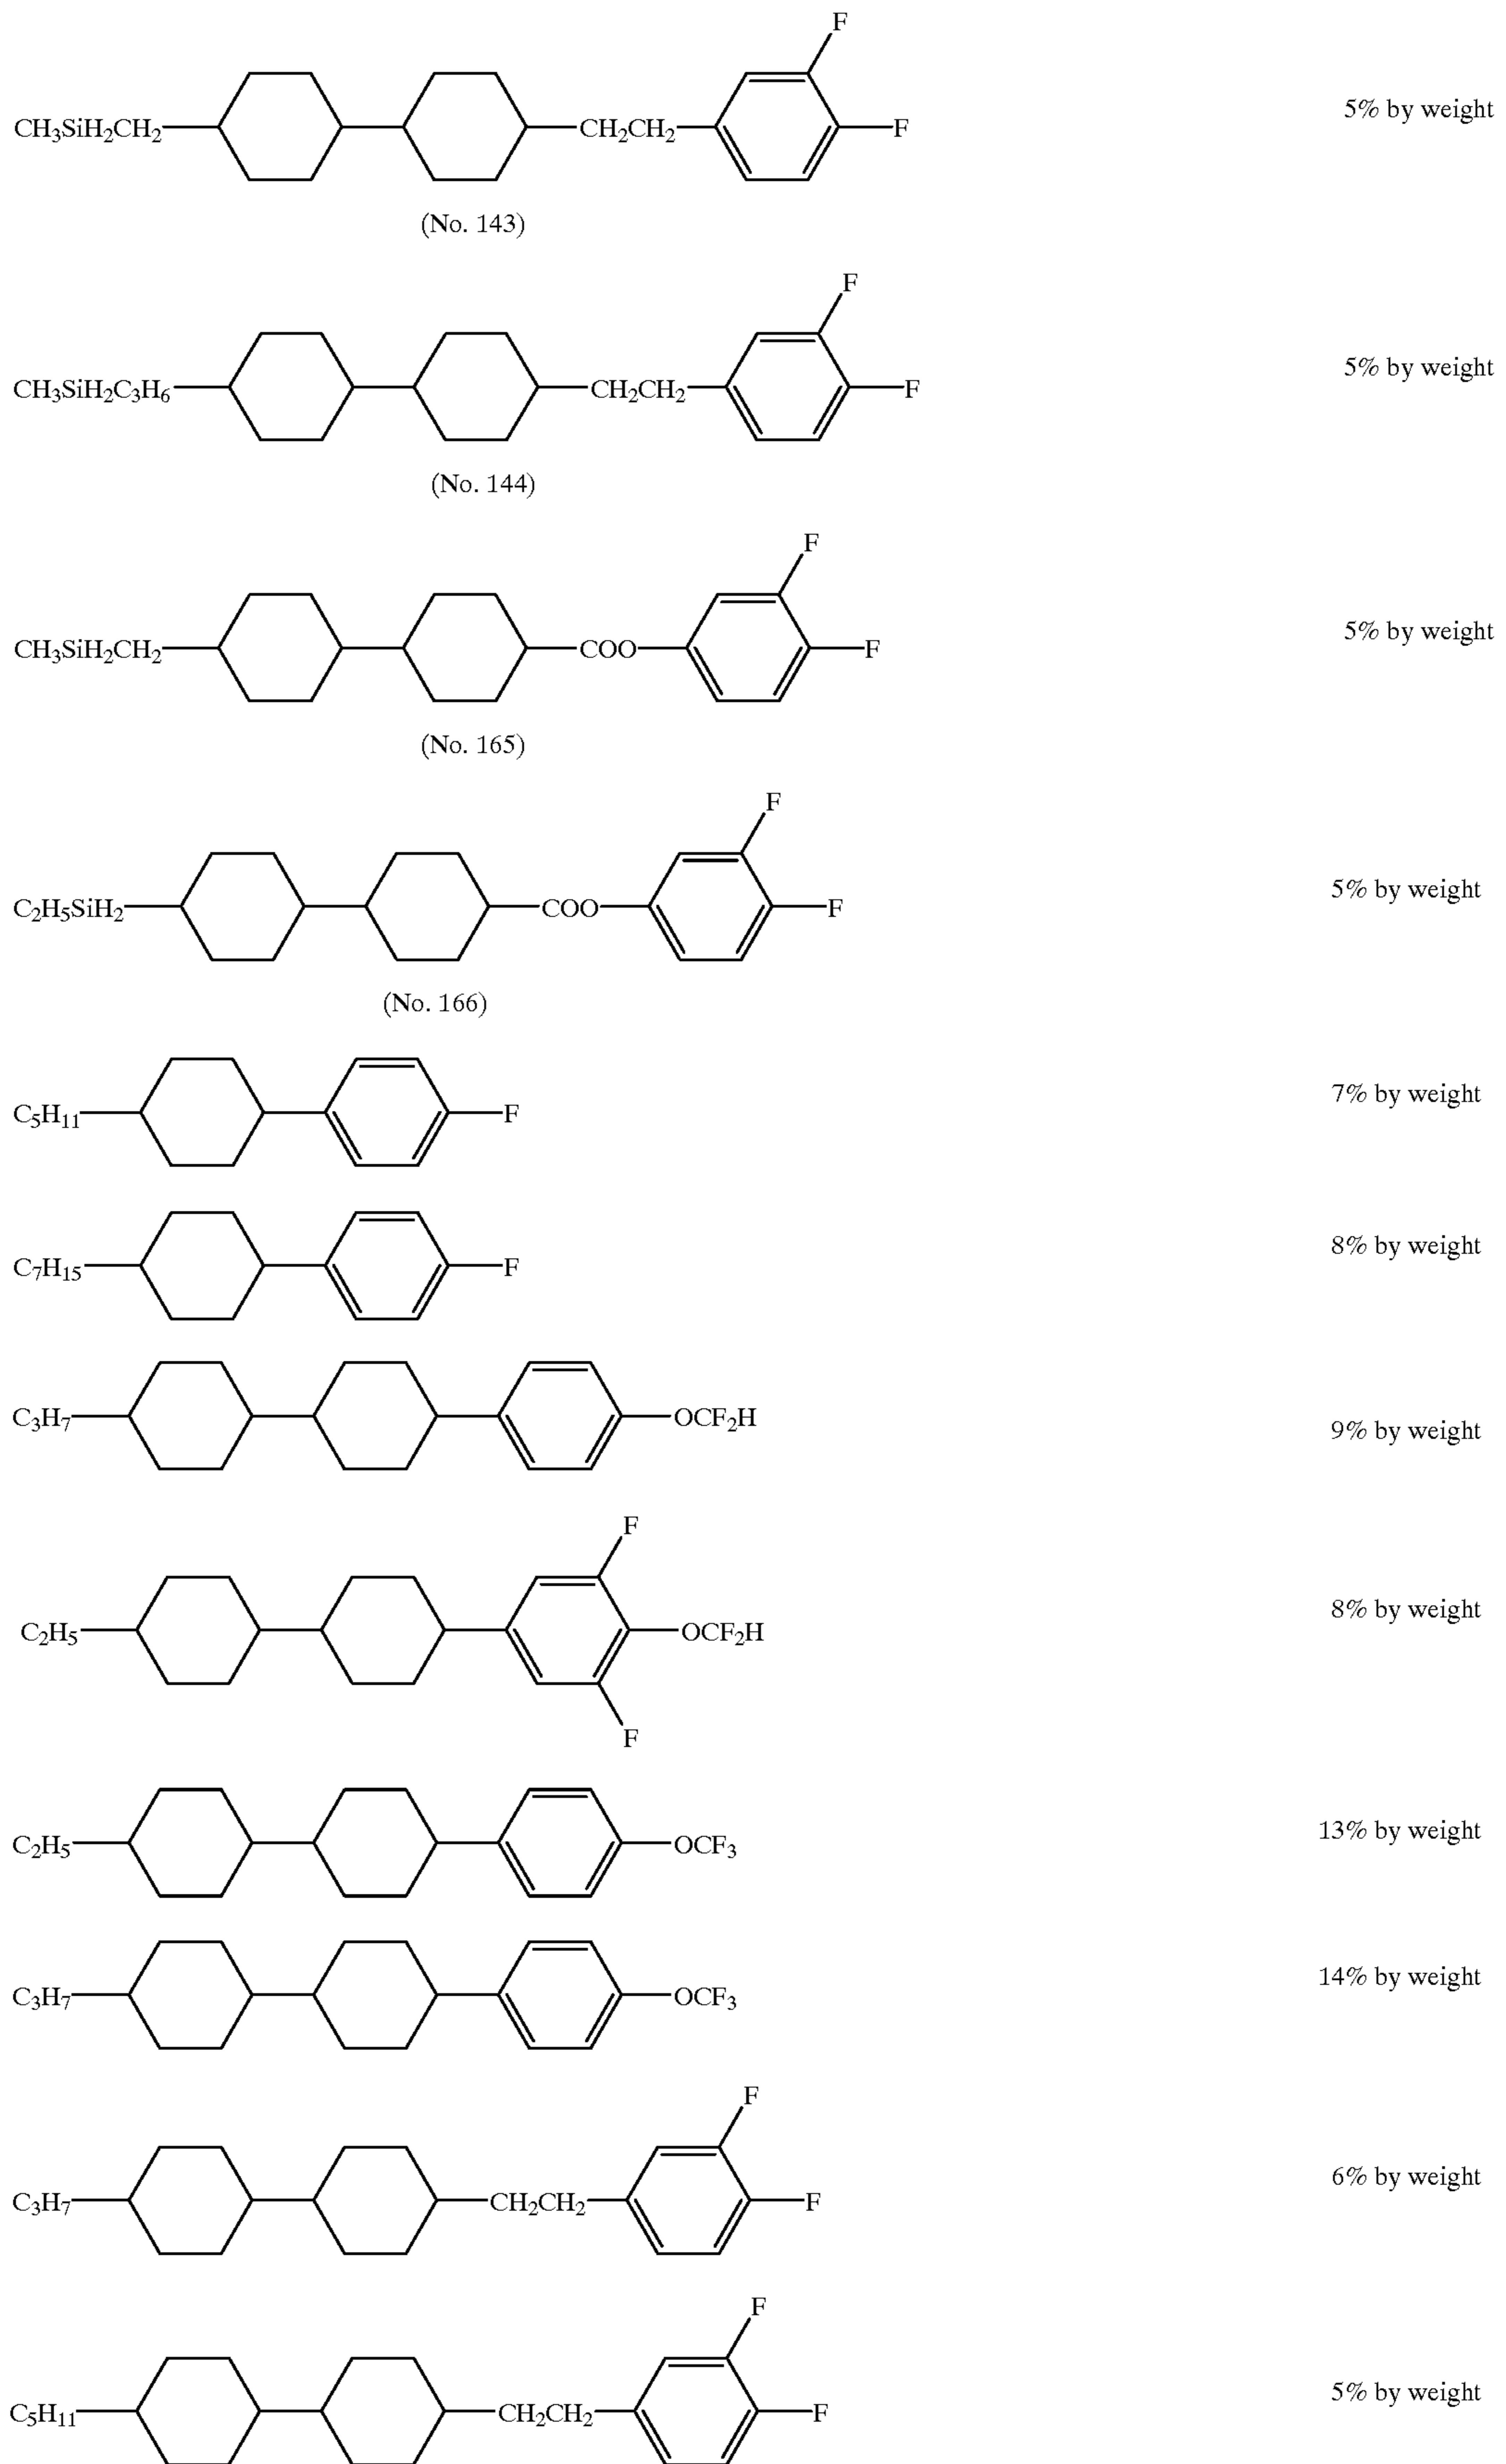 F
CH₃SiH₂CH₂ CH₂CH₂ F 5% by weight
(No. 143)
F
CH₃SiH₂C₃H₆ CH₂CH₂ F 5% by weight
(No. 144)
F
CH₃SiH₂CH₂ COO F 5% by weight
(No. 165)
F
C₂H₅SiH₂ COO F 5% by weight
(No. 166)
C₅H₁₁ F 7% by weight
C₇H₁₅ F 8% by weight
C₃H₇ OCF₂H 9% by weight
F
C₂H₅ OCF₂H 8% by weight
F
C₂H₅ OCF₃ 13% by weight
C₃H₇ OCF₃ 14% by weight
F
C₃H₇ CH₂CH₂ F 6% by weight
F
C₅H₁₁ CH₂CH₂ F 5% by weight